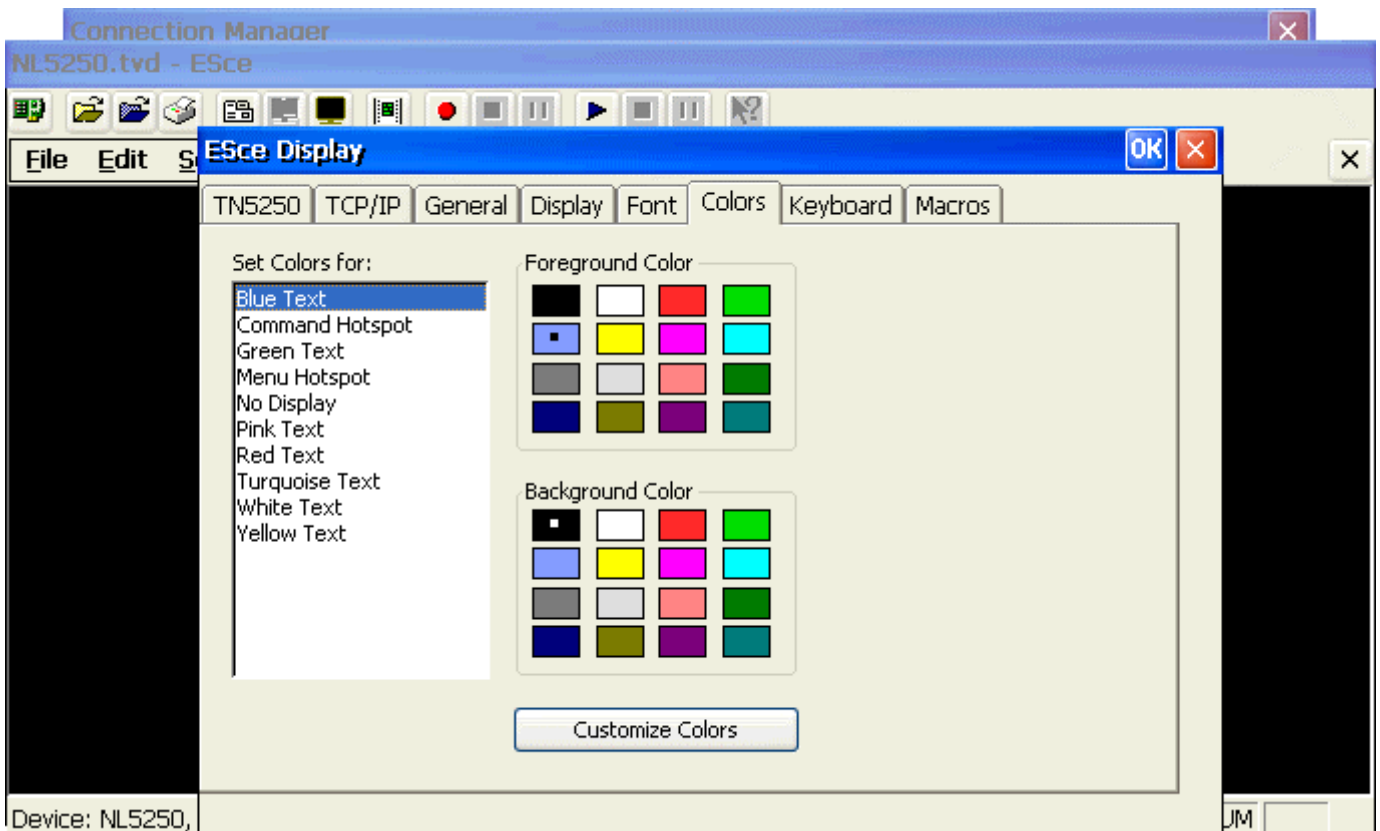 Connection Manager
NL5250.tvd - ESce
File Edit
ESce Display OK
TN5250 TCP/IP General Display Font Colors Keyboard Macros
Set Colors for:
Blue Text
Command Hotspot
Green Text
Menu Hotspot
No Display
Pink Text
Red Text
Turquoise Text
White Text
Yellow Text
Foreground Color
Background Color
Customize Colors
Device: NL5250,